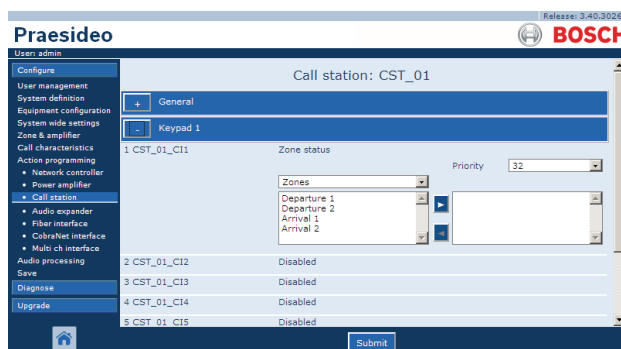 Release: 3.40.3026
Praesideo
BOSCH
User: admin
Configure
User management
System definition
Equipment configuration
System wide settings
Zone & amplifier
Call characteristics
Action programming
• Network controller
• Power amplifier
• Call station
• Audio expander
• Fiber interface
• CobraNet interface
• Multi ch interface
Audio processing
Save
Diagnose
Upgrade
Call station: CST_01
+ General
- Keypad 1
1 CST_01_CI1 Zone status
Priority 32
Zones
Departure 1
Departure 2
Arrival 1
Arrival 2
2 CST_01_CI2 Disabled
3 CST_01_CI3 Disabled
4 CST_01_CI4 Disabled
5 CST_01_CI5 Disabled
Submit